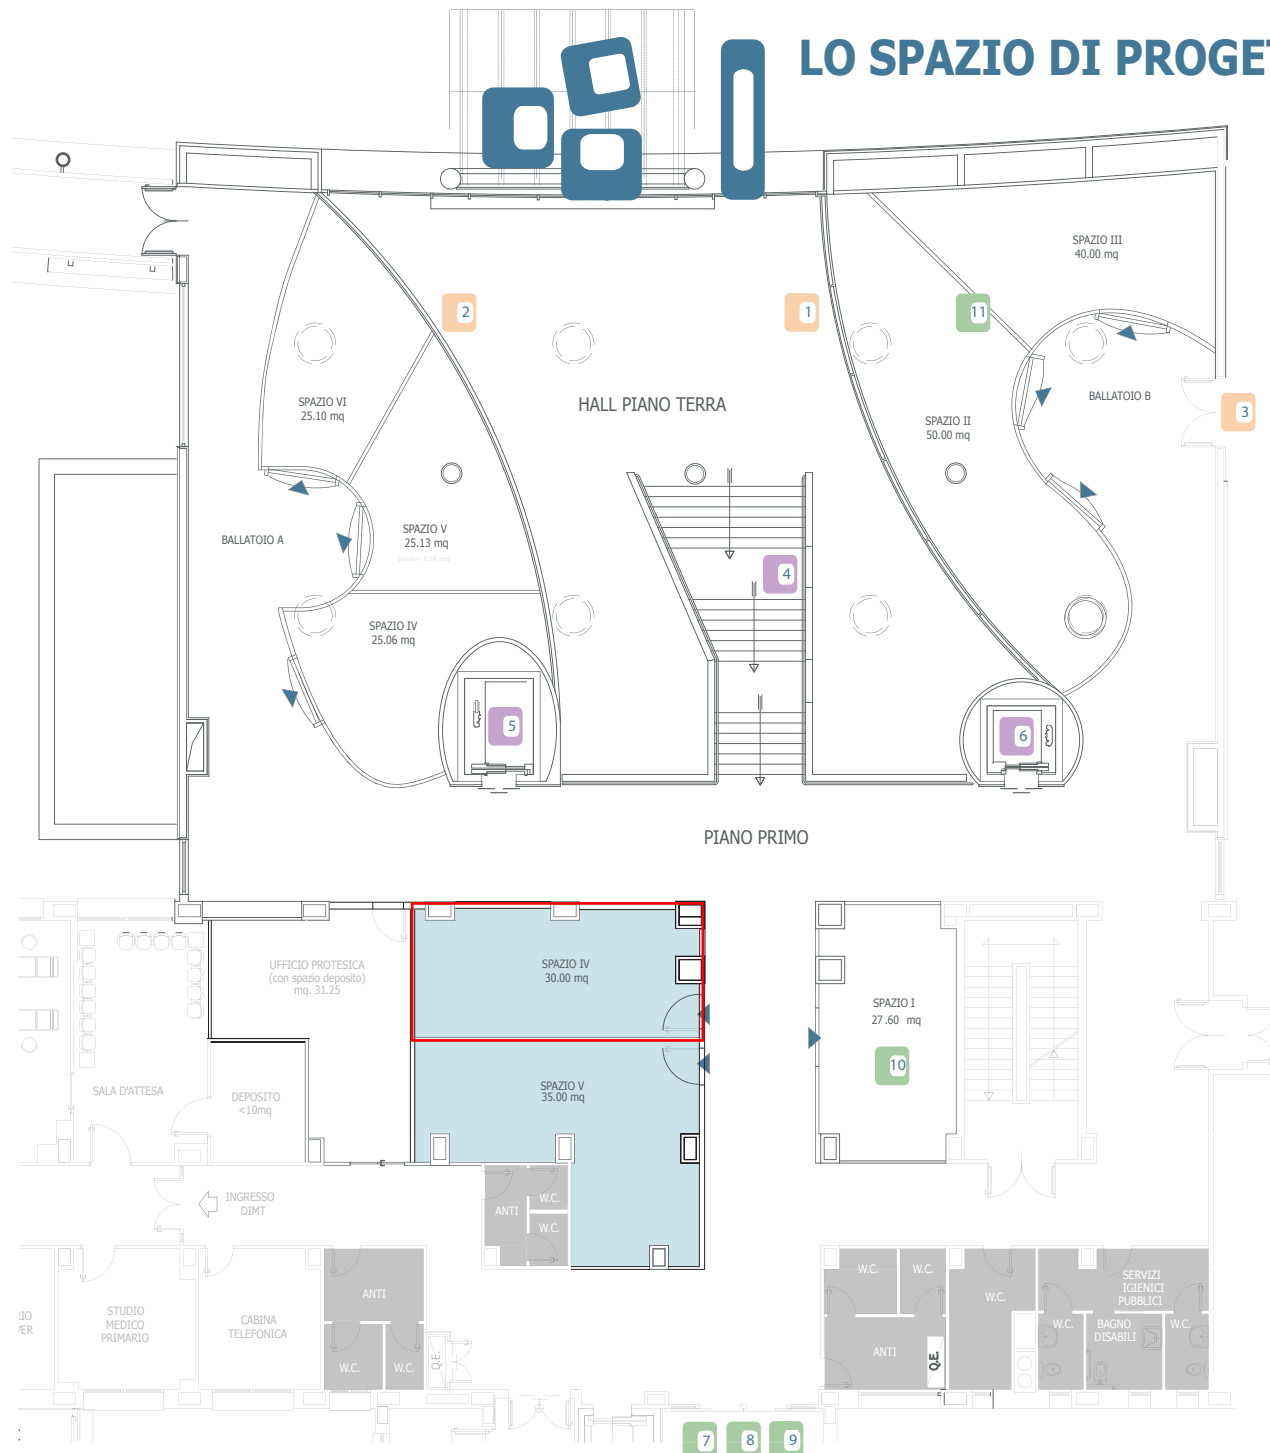 LO SPAZIO DI PROGE
SPAZIO III
40.00 mq
2
1
11
SPAZIO VI
25.10 mq
HALL PIANO TERRA
BALLATOIO B
3
SPAZIO II
50.00 mq
BALLATOIO A
SPAZIO V
25.13 mq
4
SPAZIO IV
25.06 mq
5
6
PIANO PRIMO
UFFICIO PROTESICA
(con spazio deposito)
mq. 31.25
SPAZIO IV
30.00 mq
SPAZIO I
27.60 mq
10
SALA D'ATTESA
DEPOSITO
<10mq
SPAZIO V
35.00 mq
INGRESSO
DIMT
ANTI
W.C.
W.C.
STUDIO
MEDICO
PRIMARIO
CABINA
TELEFONICA
ANTI
W.C.
W.C.
Q.E.
W.C.
W.C.
ANTI
Q.E.
W.C.
SERVIZI
IGIENICI
PUBBLICI
W.C.
BAGNO
DISABILI
W.C.
7
8
9